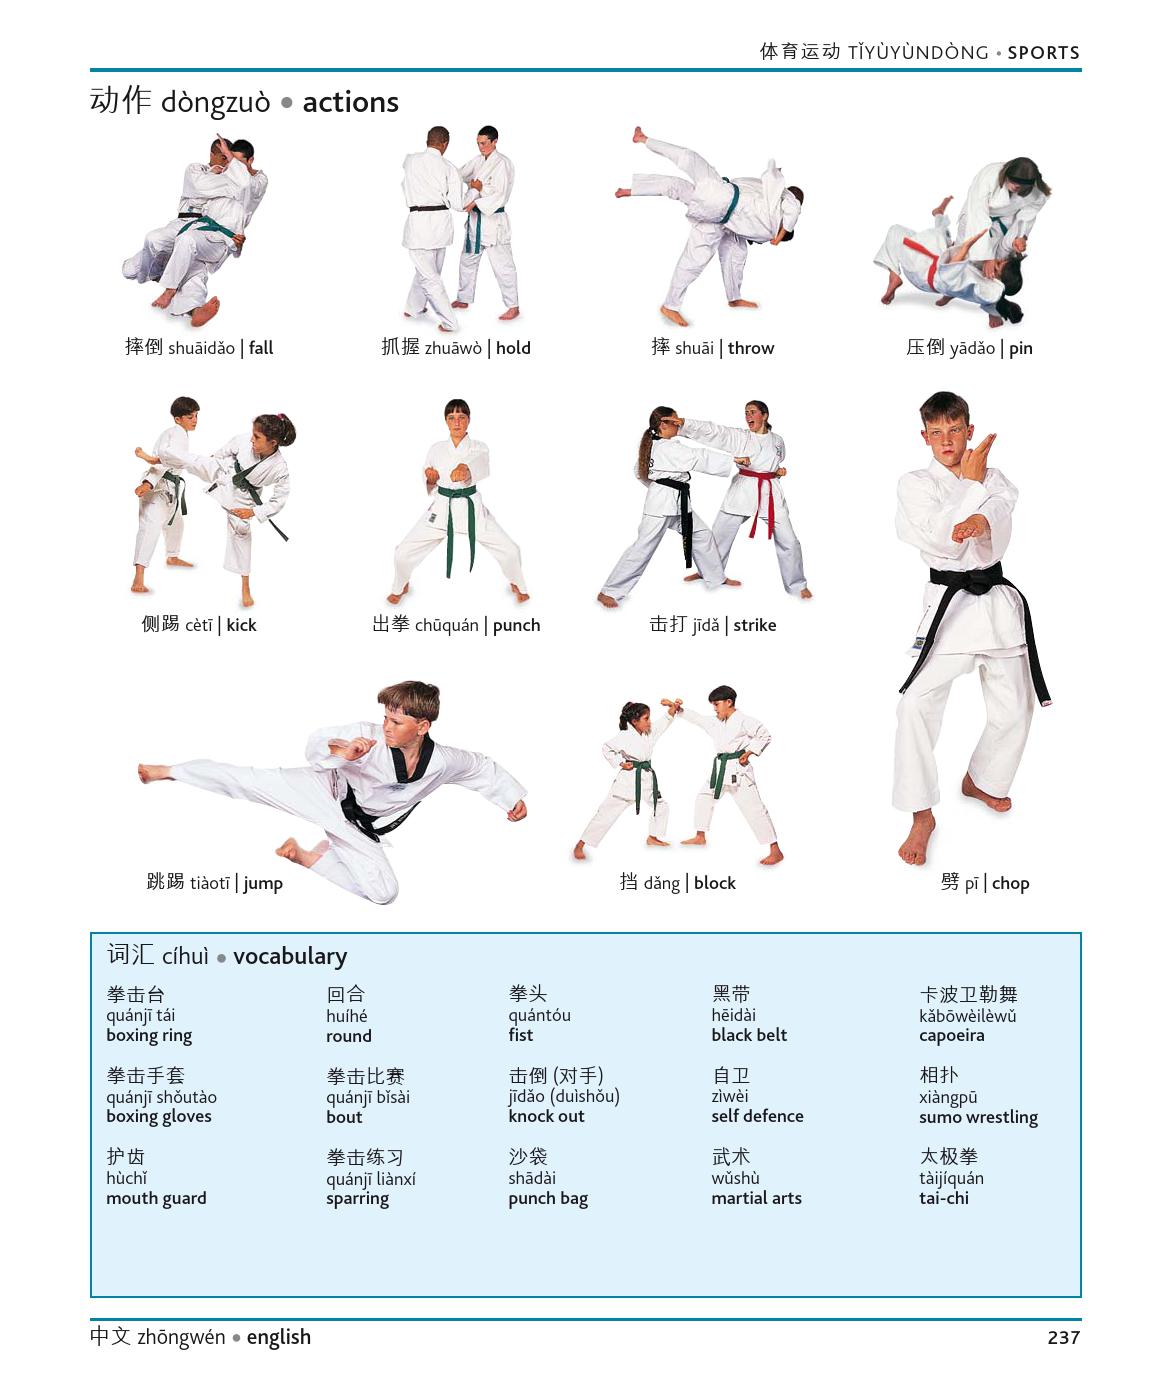 体育运动 TǏYÙYÙNDÒNG • SPORTS
动作 dòngzuò • actions
摔倒 shuāidǎo | fall
抓握 zhuāwò | hold
摔 shuāi | throw
压倒 yādǎo | pin
侧踢 cètī | kick
出拳 chūquán | punch
击打 jīdǎ | strike
跳踢 tiàotī | jump
挡 dǎng | block
劈 pī | chop
词汇 cíhuì • vocabulary
拳击台
quánjī tái
boxing ring
拳击手套
quánjī shǒutào
boxing gloves
护齿
hùchǐ
mouth guard
回合
huíhé
round
拳击比赛
quánjī bǐsài
bout
拳击练习
quánjī liànxí
sparring
拳头
quántóu
fist
击倒 (对手)
jīdǎo (duìshǒu)
knock out
沙袋
shādài
punch bag
黑带
hēidài
black belt
自卫
zìwèi
self defence
武术
wǔshù
martial arts
卡波卫勒舞
kǎbōwèilèwǔ
capoeira
相扑
xiàngpū
sumo wrestling
太极拳
tàijíquán
tai-chi
中文 zhōngwén • english
237